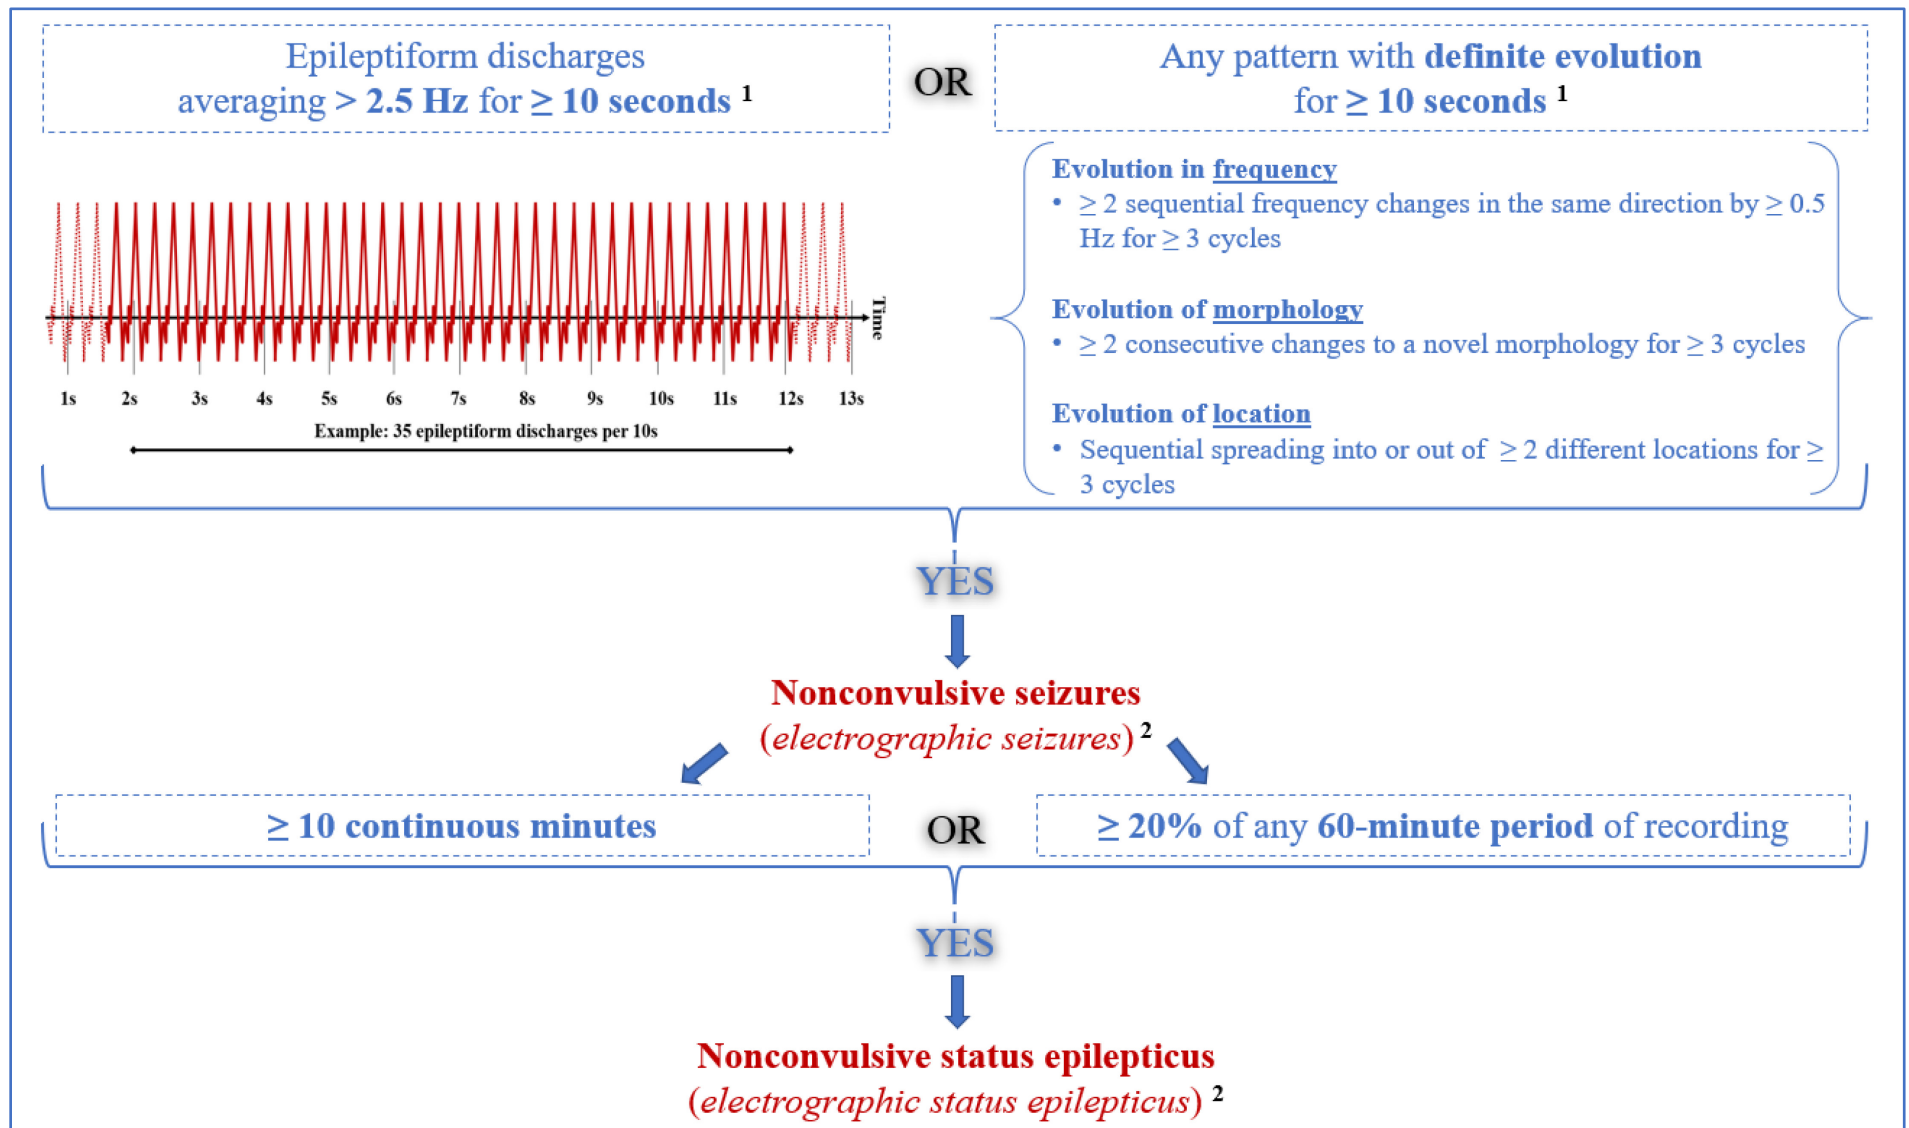 Epileptiform discharges
averaging > 2.5 Hz for ≥ 10 seconds 1
OR
Any pattern with definite evolution
for ≥ 10 seconds 1
Time
1s 2s 3s 4s 5s 6s 7s 8s 9s 10s 11s 12s 13s
Example: 35 epileptiform discharges per 10s
Evolution in frequency
• ≥ 2 sequential frequency changes in the same direction by ≥ 0.5
Hz for ≥ 3 cycles
Evolution of morphology
• ≥ 2 consecutive changes to a novel morphology for ≥ 3 cycles
Evolution of location
• Sequential spreading into or out of ≥ 2 different locations for ≥
3 cycles
YES
Nonconvulsive seizures
(electrographic seizures) 2
≥ 10 continuous minutes
OR
≥ 20% of any 60-minute period of recording
YES
Nonconvulsive status epilepticus
(electrographic status epilepticus) 2